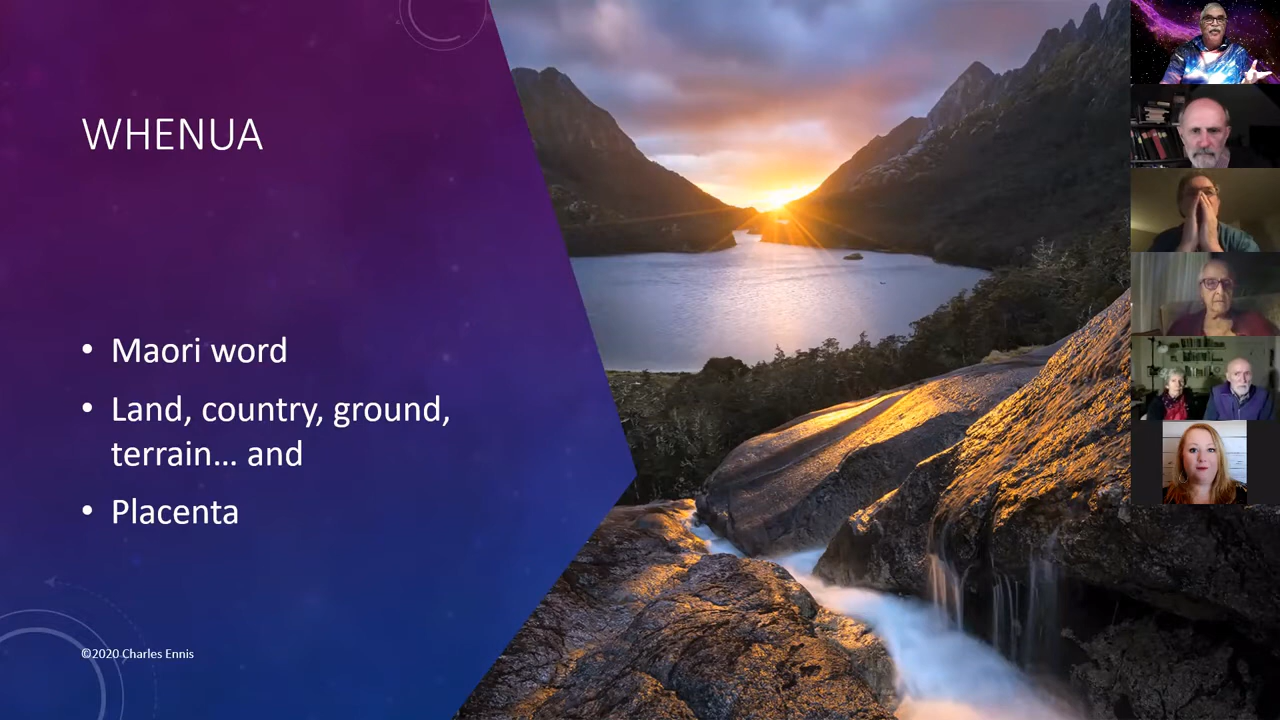 WHENUA
• Maori word
• Land, country, ground,
terrain... and
• Placenta
©2020 Charles Ennis